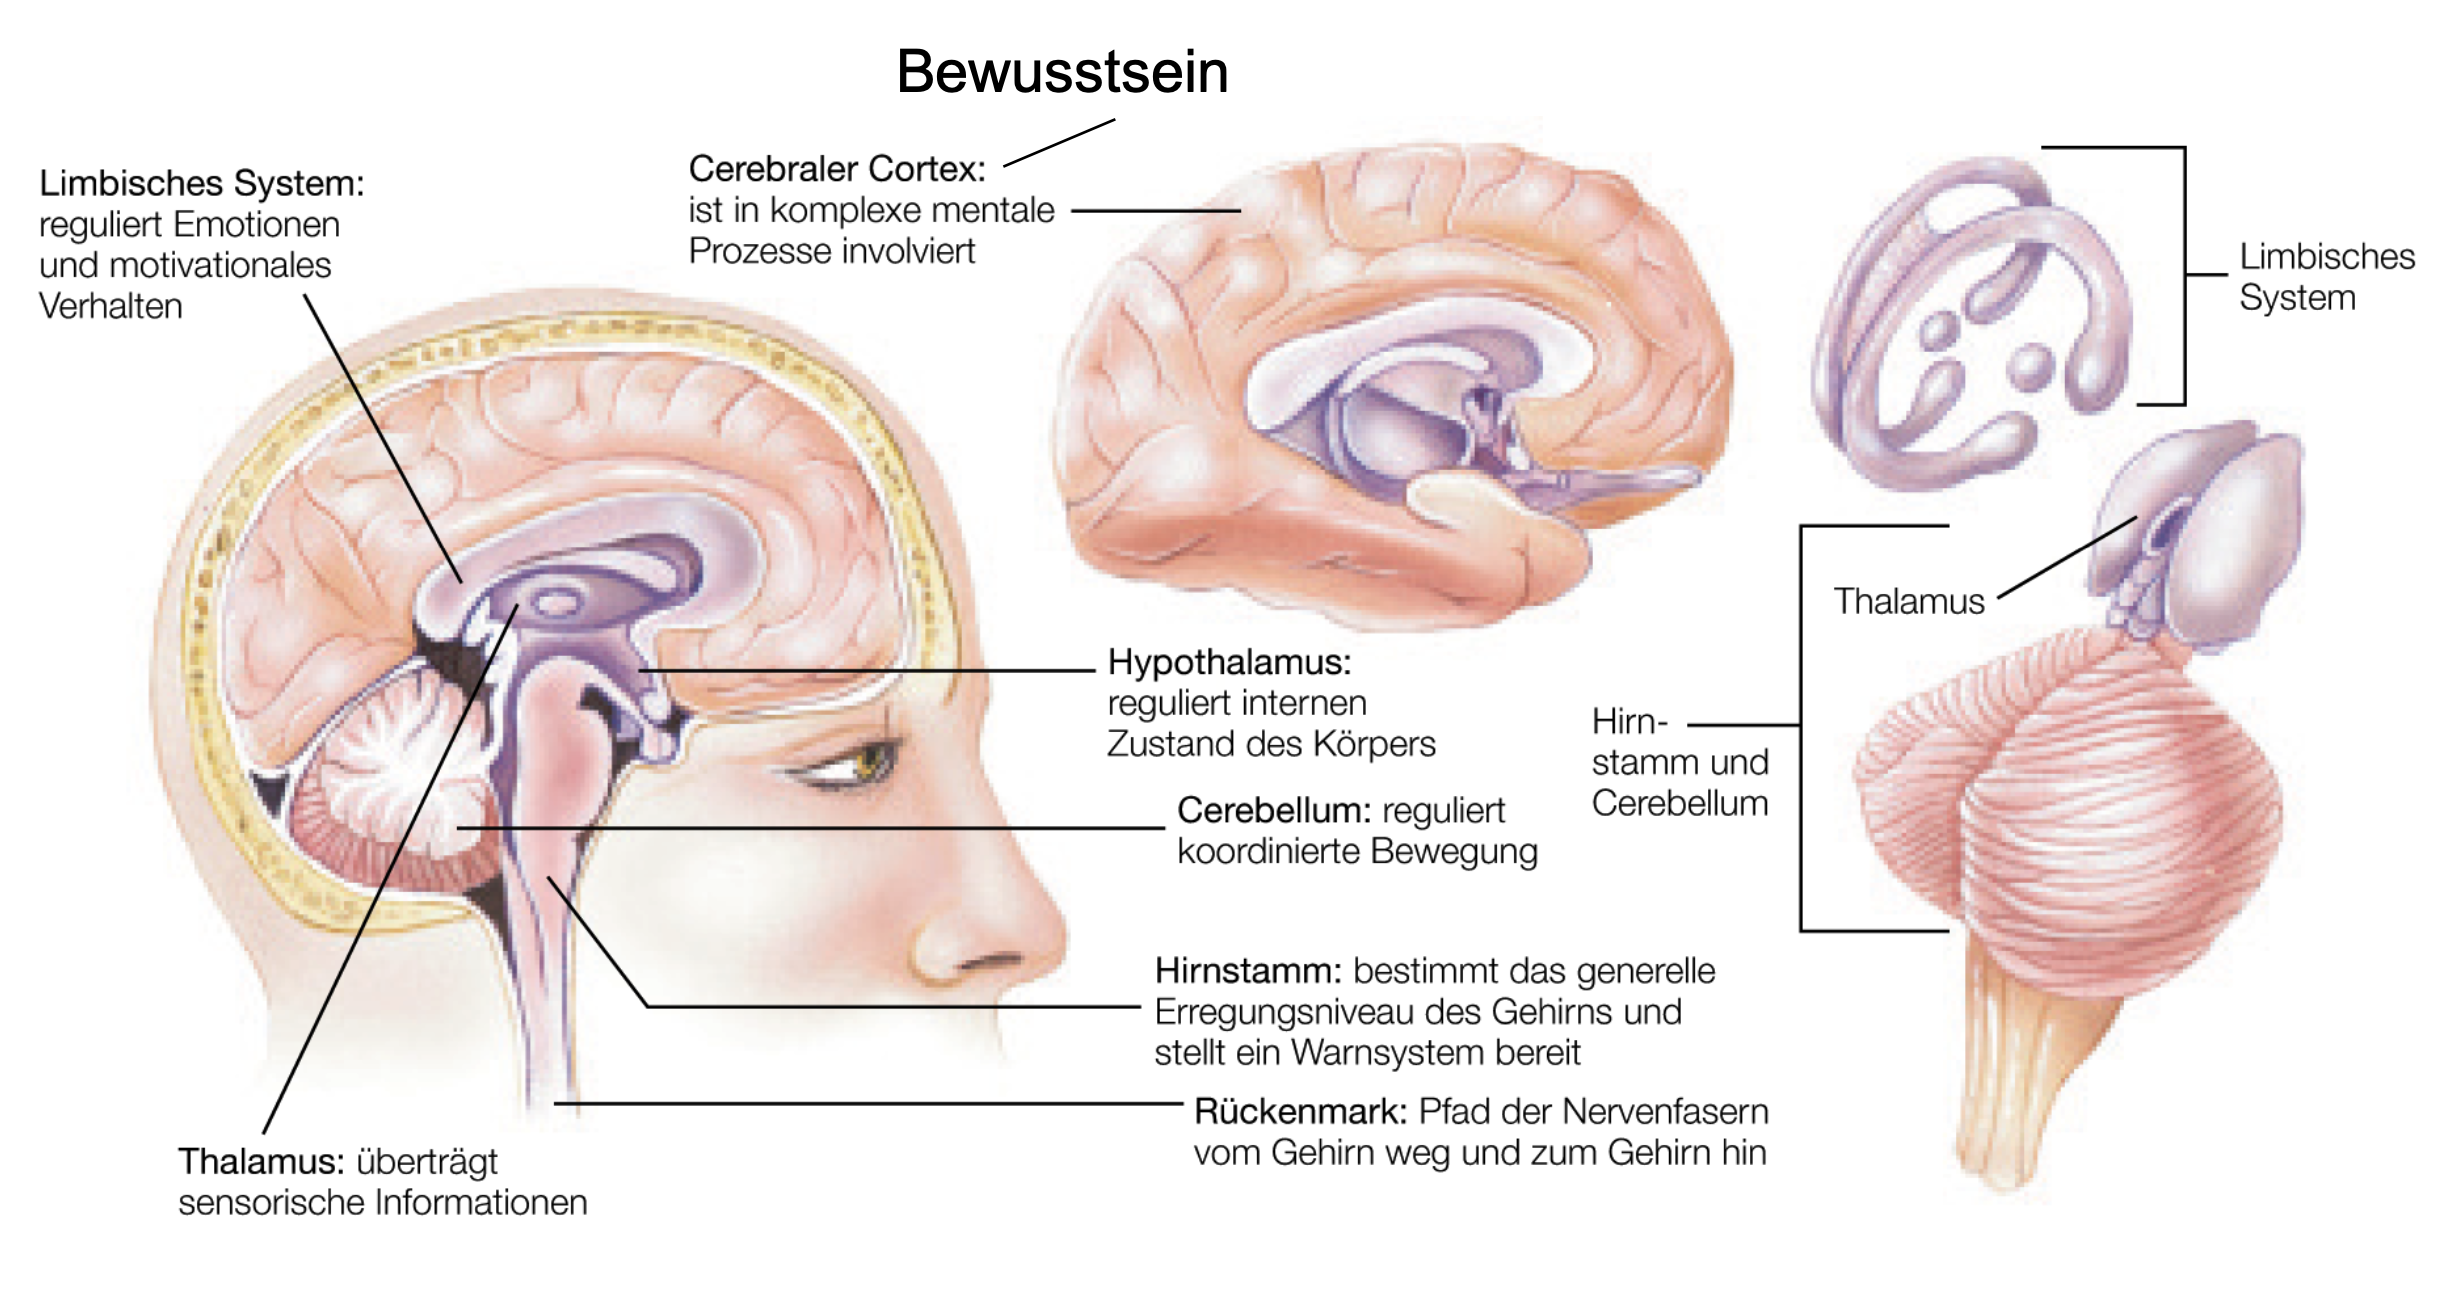 Bewusstsein
Limbisches System:
reguliert Emotionen
und motivationales
Verhalten
Cerebraler Cortex:
ist in komplexe mentale
Prozesse involviert
Limbisches
System
Thalamus
Hypothalamus:
reguliert internen
Zustand des Körpers
Hirn-
stamm und
Cerebellum
Cerebellum: reguliert
koordinierte Bewegung
Hirnstamm: bestimmt das generelle
Erregungsniveau des Gehirns und
stellt ein Warnsystem bereit
Rückenmark: Pfad der Nervenfasern
vom Gehirn weg und zum Gehirn hin
Thalamus: überträgt
sensorische Informationen